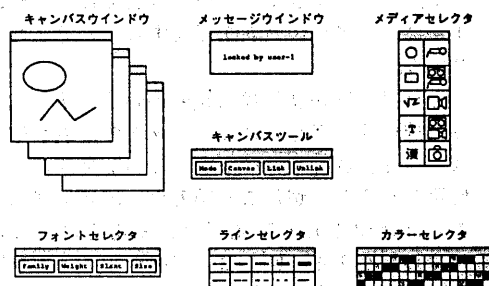 キャンバスウインドウ
メッセージウインドウ
メディアセレクタ
locked by user-1
√Z
T
漢
キャンバスツール
Mode Canvas Link Unlink
フォントセレクタ
ラインセレクタ
カラーセレクタ
Family Weight Slant Size